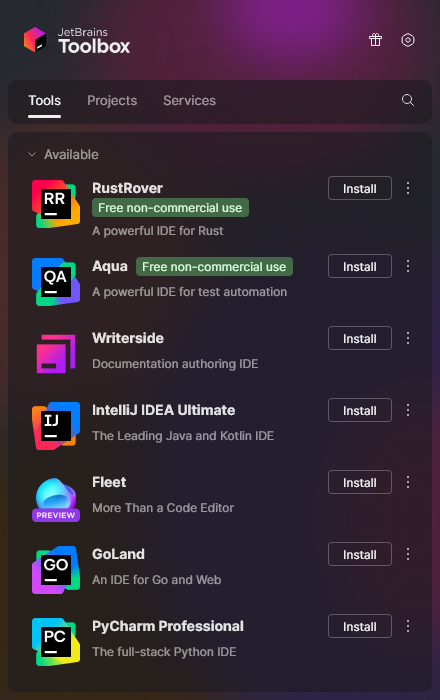 JetBrains
Toolbox
Tools Projects Services
Available
RR
RustRover
Install
Free non-commercial use
A powerful IDE for Rust
QA
Aqua Free non-commercial use
Install
A powerful IDE for test automation
Writerside
Install
Documentation authoring IDE
IJ
IntelliJ IDEA Ultimate
Install
The Leading Java and Kotlin IDE
Fleet
Install
PREVIEW
More Than a Code Editor
GO
GoLand
Install
An IDE for Go and Web
PC
PyCharm Professional
Install
The full-stack Python IDE